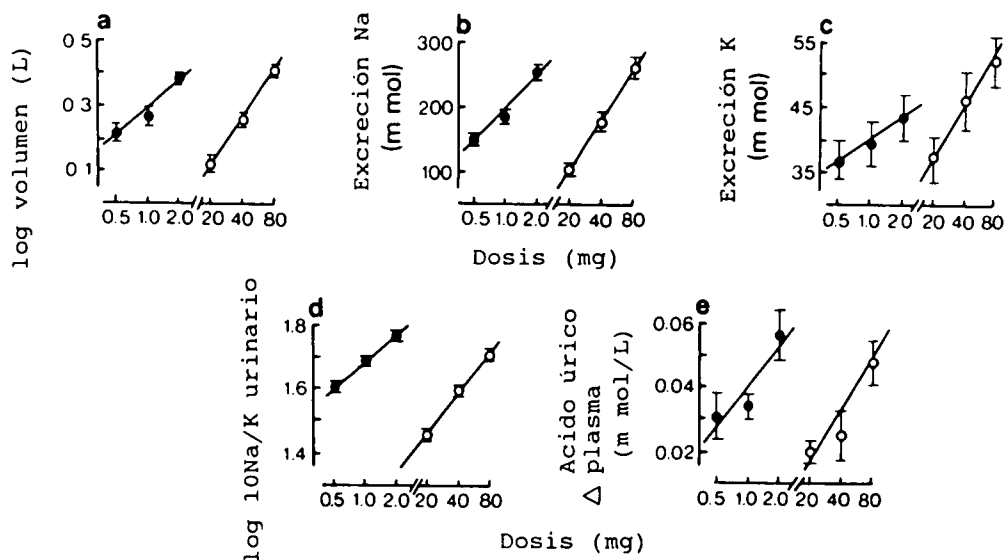 a
log volumen (L)
0 5
0.3
0 1
0.5 1.0 2.0 20 40 80
b
Excreción Na
(m mol)
300
200
100
0.5 1.0 2.0 20 40 80
c
Excreción K
(m mol)
55
45
35
0.5 1.0 2.0 20 40 80
Dosis (mg)
d
log 10Na/K urinario
1.8
1.6
1.4
0.5 1.0 2.0 20 40 80
e
Acido úrico
Δ plasma
(m mol/L)
0.06
0.04
0.02
0.5 1.0 2.0 20 40 80
Dosis (mg)